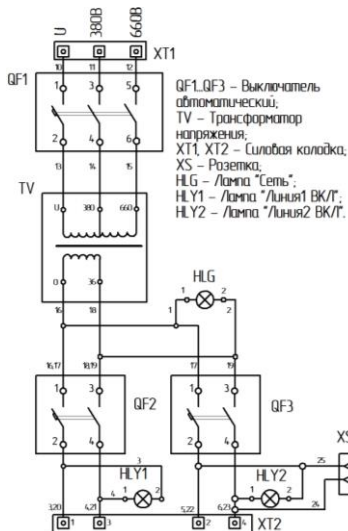 U 380В 660В
XT1
10 11 12
QF1
1 3 5
2 4 6
QF1...QF3 – Выключатель
автоматический;
TV – Трансформатор
напряжения;
XT1, XT2 – Силовая колодка;
XS – Розетка;
HLG – Лампа "Сеть";
HLY1 – Лампа "Линия1 ВКЛ";
HLY2 – Лампа "Линия2 ВКЛ".
13 14 15
TV
U 380 660
0 36
16 18
HLG
1 2
1 2
16,17 18,19 17 19
1 3 1 3
QF2 QF3
2 4 2 4
3 25
XS
HLY1 HLY2
1 2 1 2
4 24
3,20 4,21 5,22 6,23
1 3 2 4
XT2